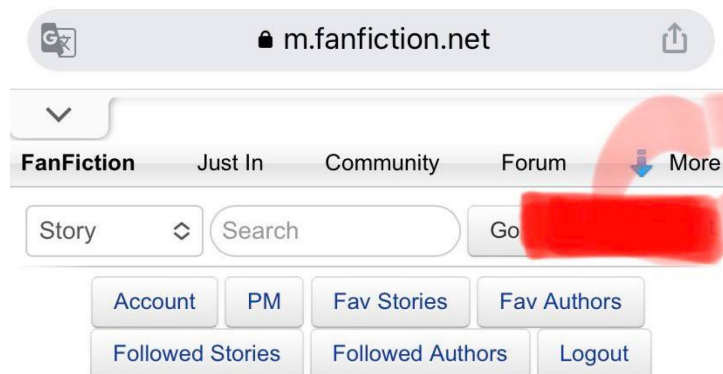 m.fanfiction.net
FanFiction Just In Community Forum More
Story Search Go
Account PM Fav Stories Fav Authors
Followed Stories Followed Authors Logout